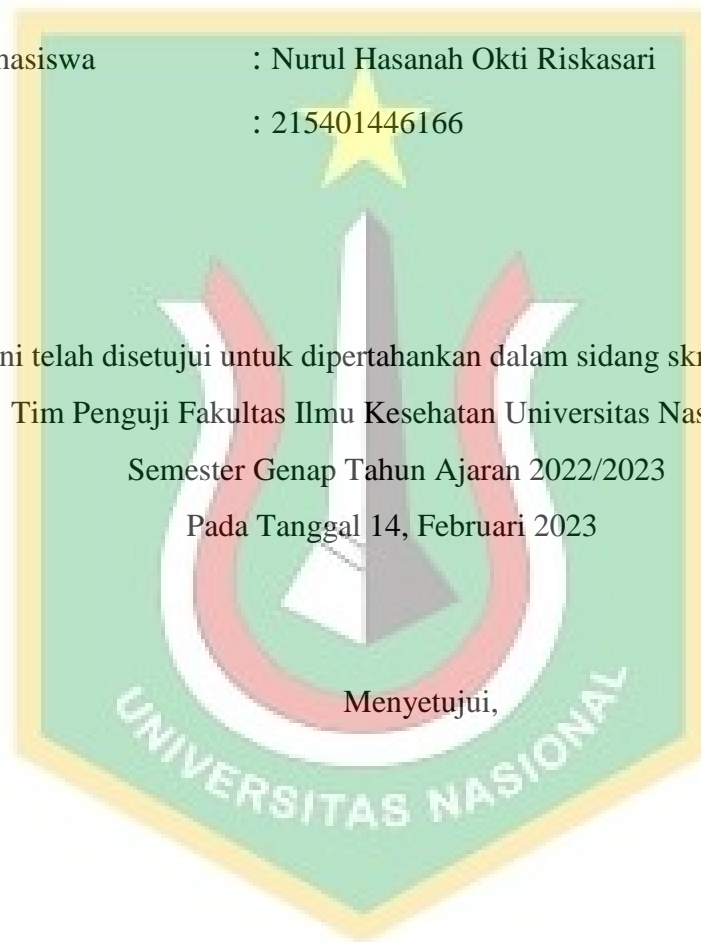 nasiswa : Nurul Hasanah Okti Riskasari
: 215401446166
ni telah disetujui untuk dipertahankan dalam sidang skr
Tim Penguji Fakultas Ilmu Kesehatan Universitas Nas
Semester Genap Tahun Ajaran 2022/2023
Pada Tanggal 14, Februari 2023
Menyetujui,
UNIVERSITAS NASIONAL